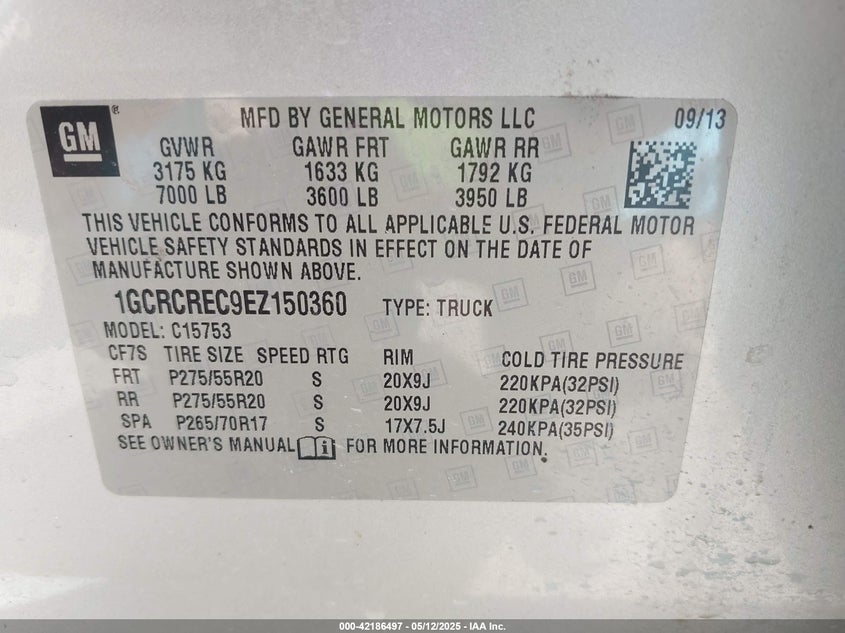 GM ®
MFD BY GENERAL MOTORS LLC 09/13
GVWR GAWR FRT GAWR RR
3175 KG 1633 KG 1792 KG
7000 LB 3600 LB 3950 LB
THIS VEHICLE CONFORMS TO ALL APPLICABLE U.S. FEDERAL MOTOR
VEHICLE SAFETY STANDARDS IN EFFECT ON THE DATE OF
MANUFACTURE SHOWN ABOVE.
1GCRCREC9EZ150360 TYPE: TRUCK
MODEL: C15753
CF7S TIRE SIZE SPEED RTG RIM COLD TIRE PRESSURE
FRT P275/55R20 S 20X9J 220KPA(32PSI)
RR P275/55R20 S 20X9J 220KPA(32PSI)
SPA P265/70R17 S 17X7.5J 240KPA(35PSI)
SEE OWNER'S MANUAL FOR MORE INFORMATION.
000-42186497 - 05/12/2025 - IAA Inc.